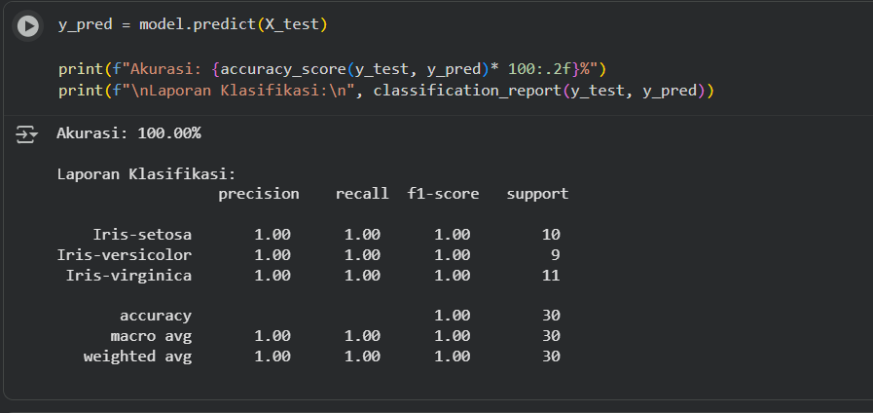 y_pred = model.predict(X_test)
print(f"Akurasi: {accuracy_score(y_test, y_pred)* 100:.2f}%")
print(f"\nLaporan Klasifikasi:\n", classification_report(y_test, y_pred))
Akurasi: 100.00%
Laporan Klasifikasi:
precision recall f1-score support
Iris-setosa 1.00 1.00 1.00 10
Iris-versicolor 1.00 1.00 1.00 9
Iris-virginica 1.00 1.00 1.00 11
accuracy 1.00 30
macro avg 1.00 1.00 1.00 30
weighted avg 1.00 1.00 1.00 30